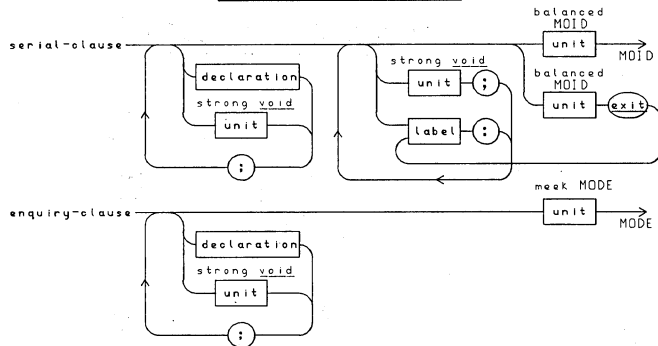 balanced
MOID
serial-clause
unit
MOID
strong void
declaration
unit
;
balanced
MOID
strong void
unit
exit
unit
label
:
;
meek MODE
enquiry-clause
unit
MODE
declaration
strong void
unit
;